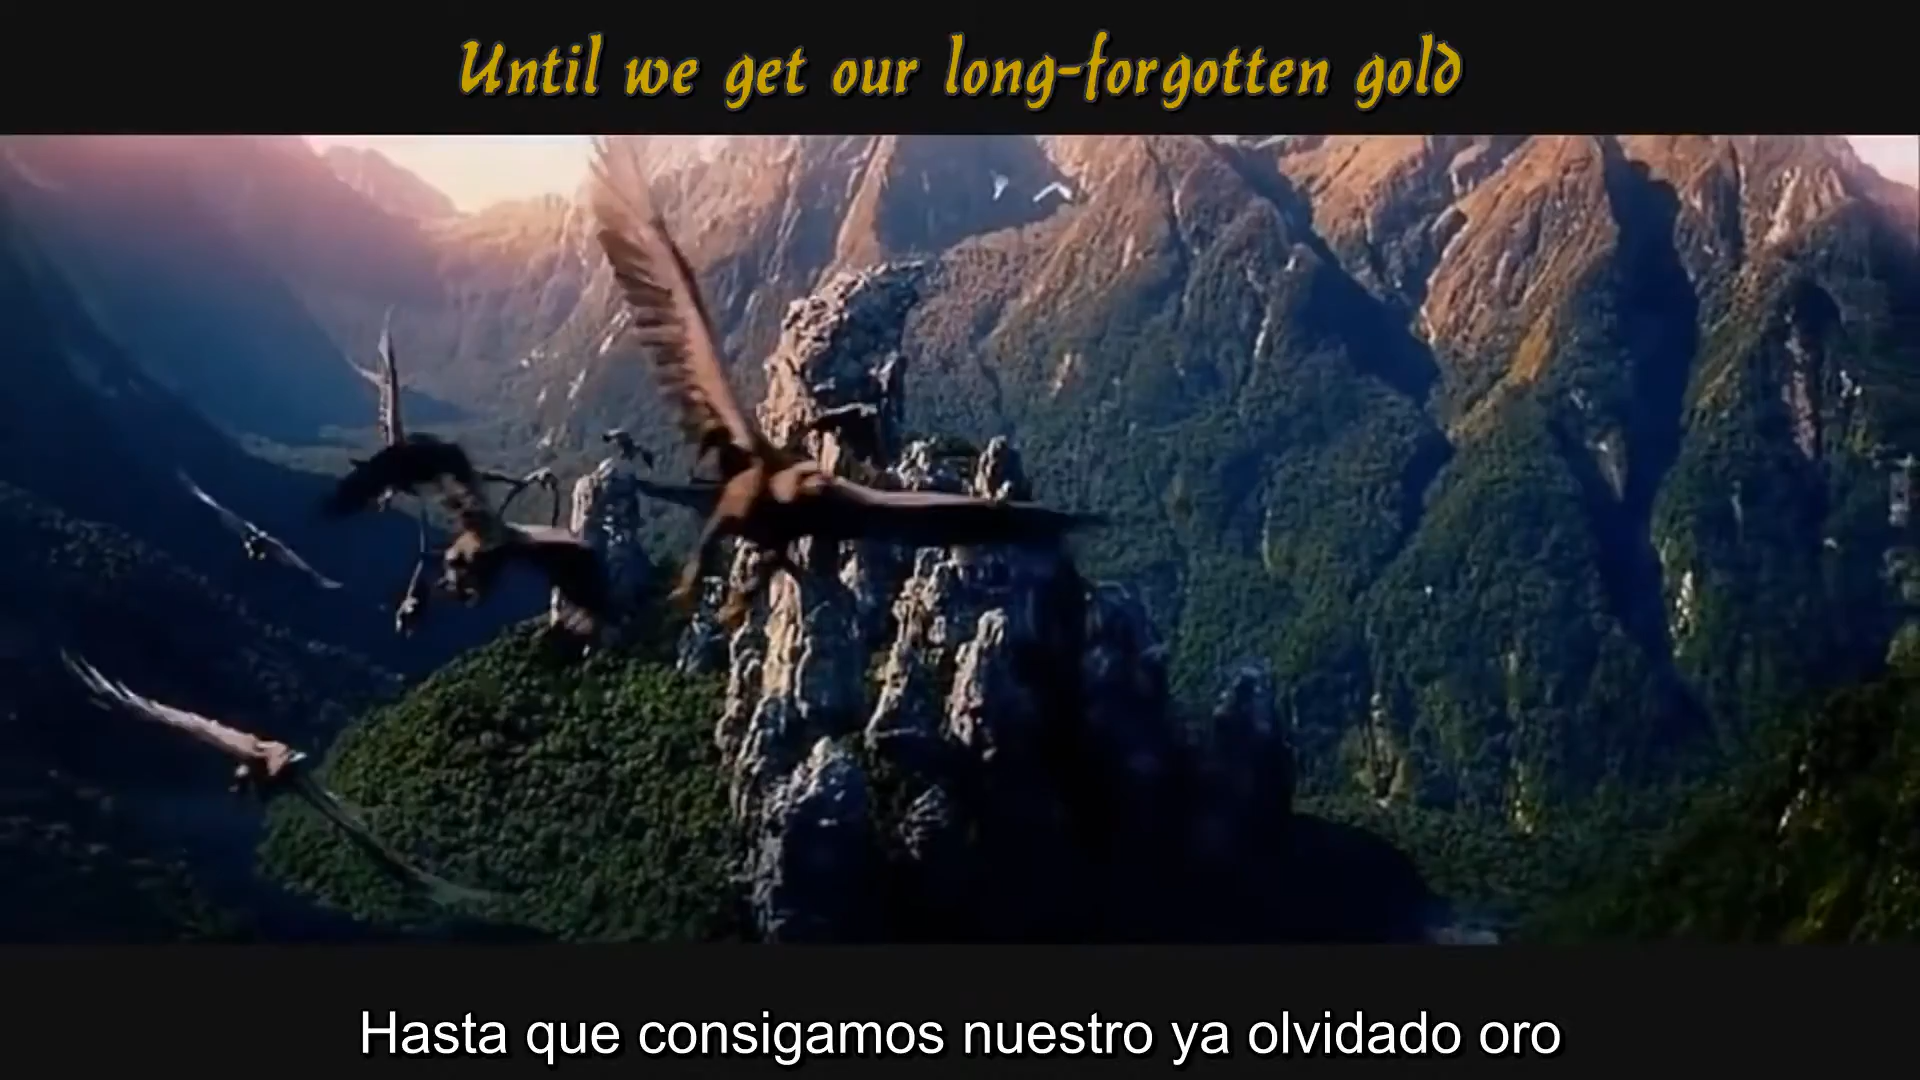 Until we get our long-forgotten gold
Hasta que consigamos nuestro ya olvidado oro